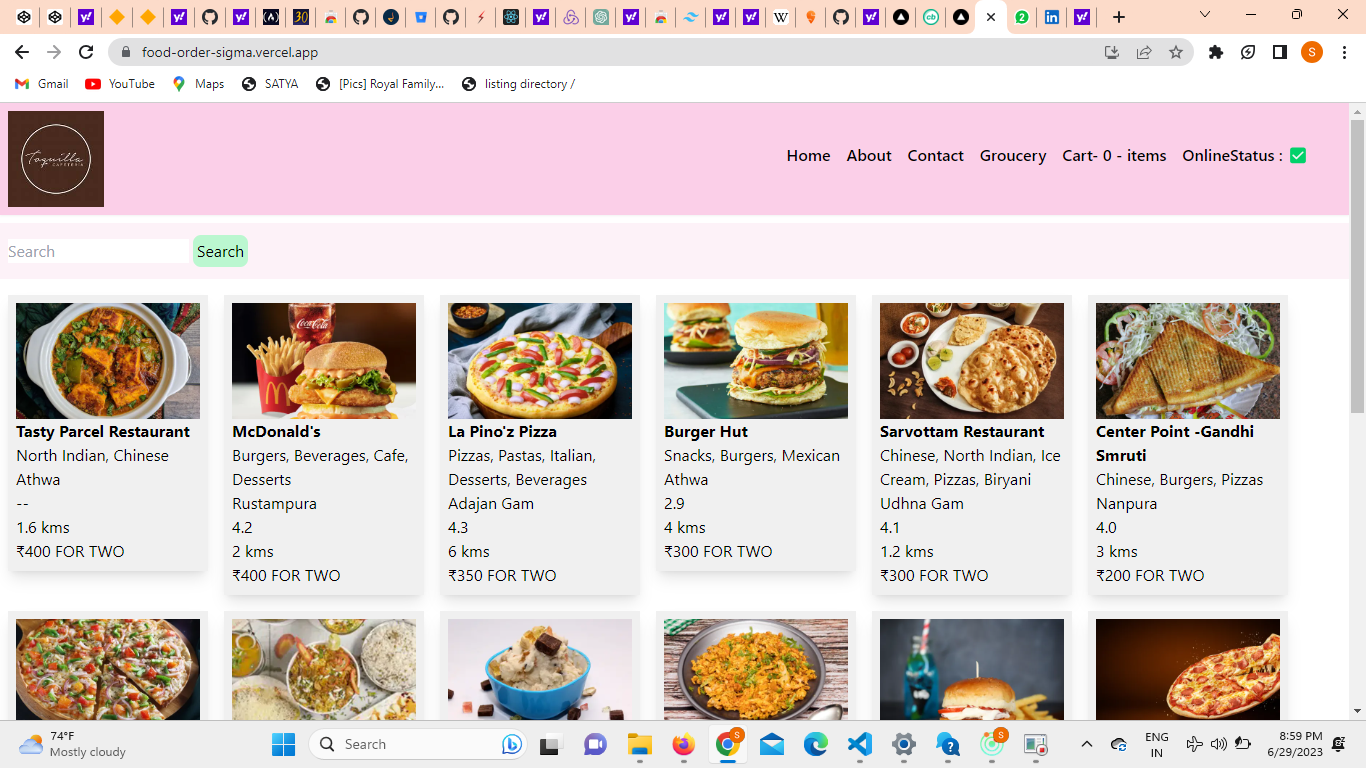 food-order-sigma.vercel.app
S
Gmail
YouTube
Maps
SATYA
[Pics] Royal Family...
listing directory /
Toquilla
CAFETERIA
Home
About
Contact
Groucery
Cart- 0 - items
OnlineStatus : ✅
Search
Search
Coca-Cola
Tasty Parcel Restaurant
North Indian, Chinese
Athwa
--
1.6 kms
₹400 FOR TWO
McDonald's
Burgers, Beverages, Cafe,
Desserts
Rustampura
4.2
2 kms
₹400 FOR TWO
La Pino'z Pizza
Pizzas, Pastas, Italian,
Desserts, Beverages
Adajan Gam
4.3
6 kms
₹350 FOR TWO
Burger Hut
Snacks, Burgers, Mexican
Athwa
2.9
4 kms
₹300 FOR TWO
Sarvottam Restaurant
Chinese, North Indian, Ice
Cream, Pizzas, Biryani
Udhna Gam
4.1
1.2 kms
₹300 FOR TWO
Center Point -Gandhi
Smruti
Chinese, Burgers, Pizzas
Nanpura
4.0
3 kms
₹200 FOR TWO
74°F
Mostly cloudy
Search
ENG
IN
8:59 PM
6/29/2023